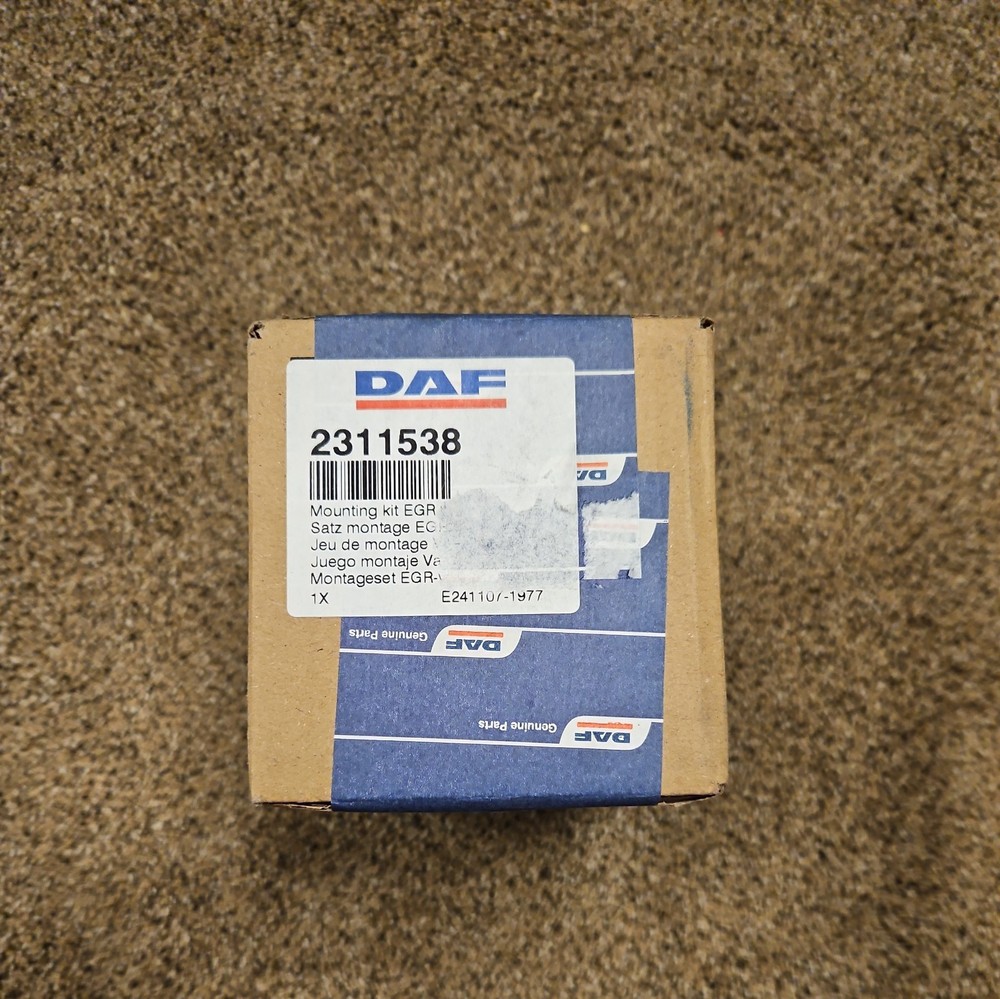 DAF
2311538
Mounting kit EGR
Satz montage EG
Jeu de montage
Juego montaje Va
Montageset EGR-
1X E241107-1977
DAF
Genuine Parts DAF
Genuine Parts DAF